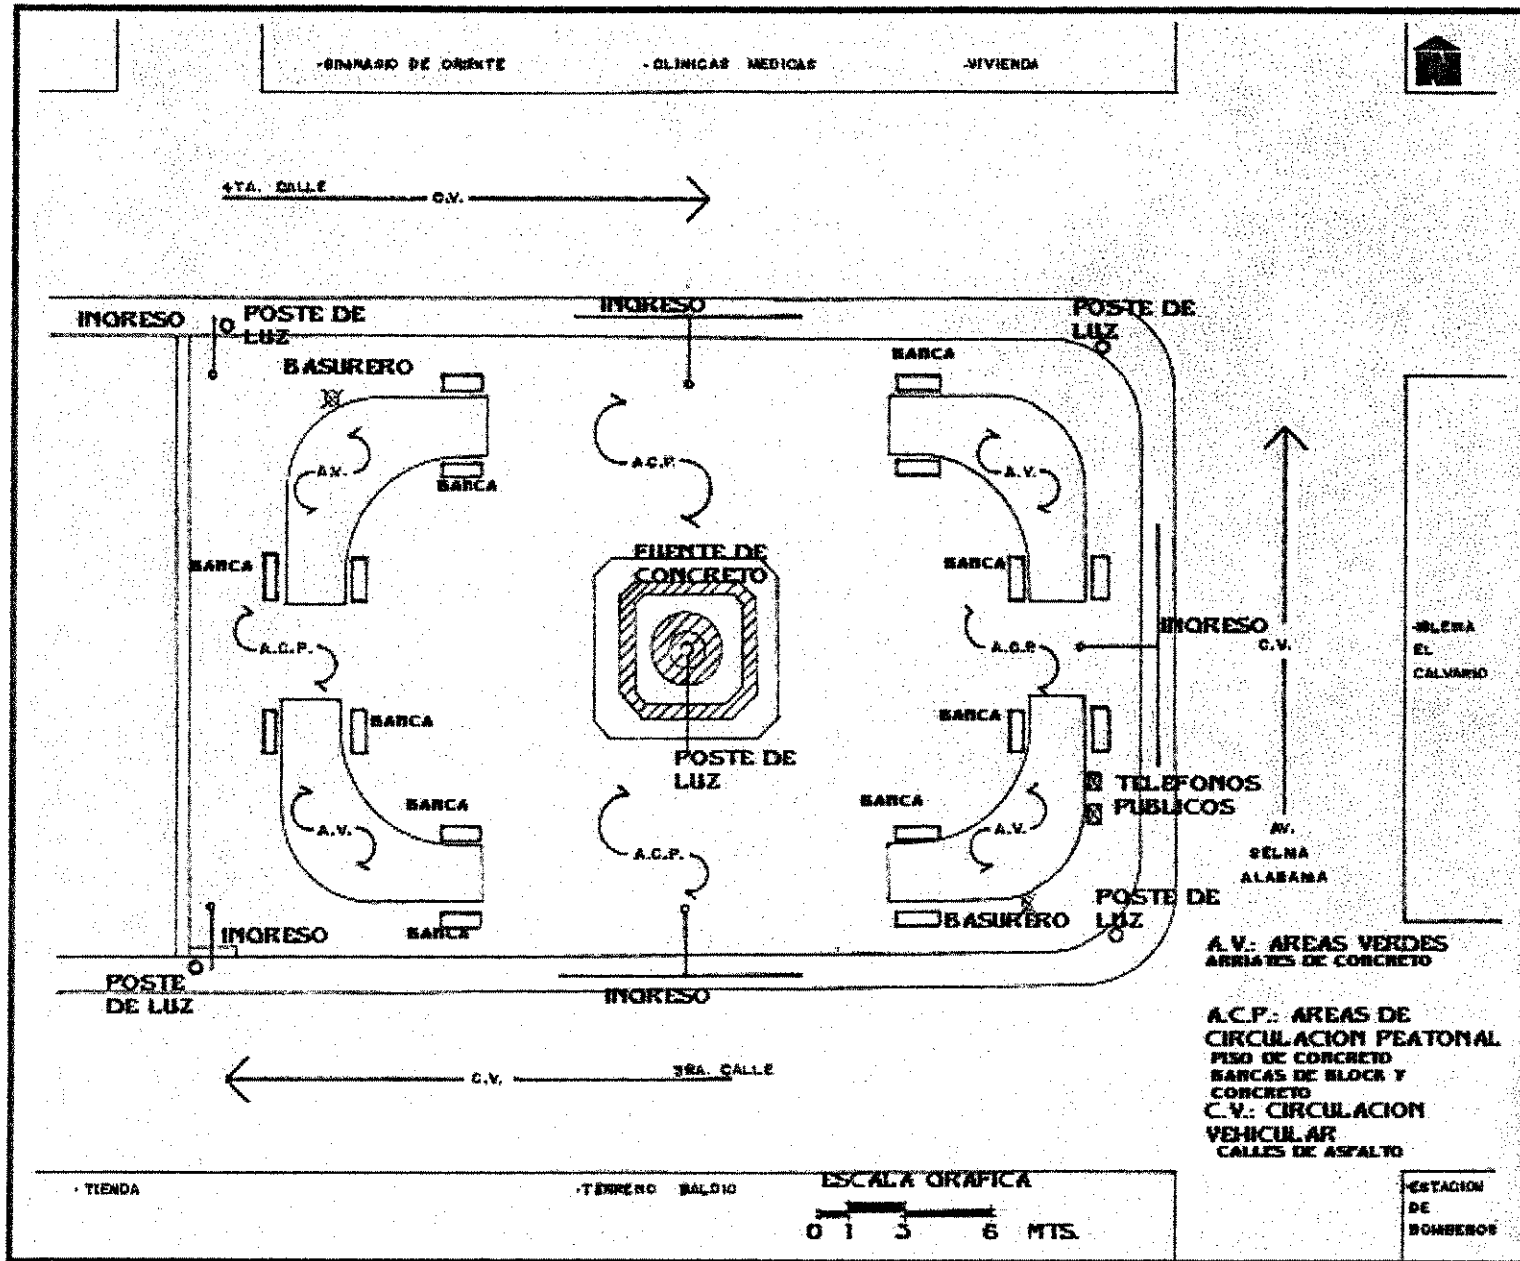 -GIMNASIO DE ORIENTE
-CLINICAS MEDICAS
-VIVIENDA
4TA. CALLE
C.V.
INGRESO
POSTE DE
LUZ
INGRESO
POSTE DE
LUZ
BASURERO
BANCA
A.V.
BANCA
A.C.P.
A.V.
BANCA
FUENTE DE
CONCRETO
BANCA
A.C.P.
A.C.P.
INGRESO
C.V.
-IGLESIA
EL
CALVARIO
BANCA
BANCA
POSTE DE
LUZ
TELEFONOS
PUBLICOS
BANCA
BANCA
A.V.
A.C.P.
A.V.
AV.
SELMA
ALABAMA
POSTE DE
LUZ
BASURERO
INGRESO
BANCA
POSTE
DE LUZ
INGRESO
A.V.: AREAS VERDES
ARRIATES DE CONCRETO
A.C.P.: AREAS DE
CIRCULACION PEATONAL
PISO DE CONCRETO
BANCAS DE BLOCK Y
CONCRETO
C.V.: CIRCULACION
VEHICULAR
CALLES DE ASFALTO
C.V.
3RA. CALLE
-TIENDA
-TERRENO BALDIO
ESCALA GRAFICA
0 1 3 6 MTS.
-ESTACION
DE
BOMBEROS